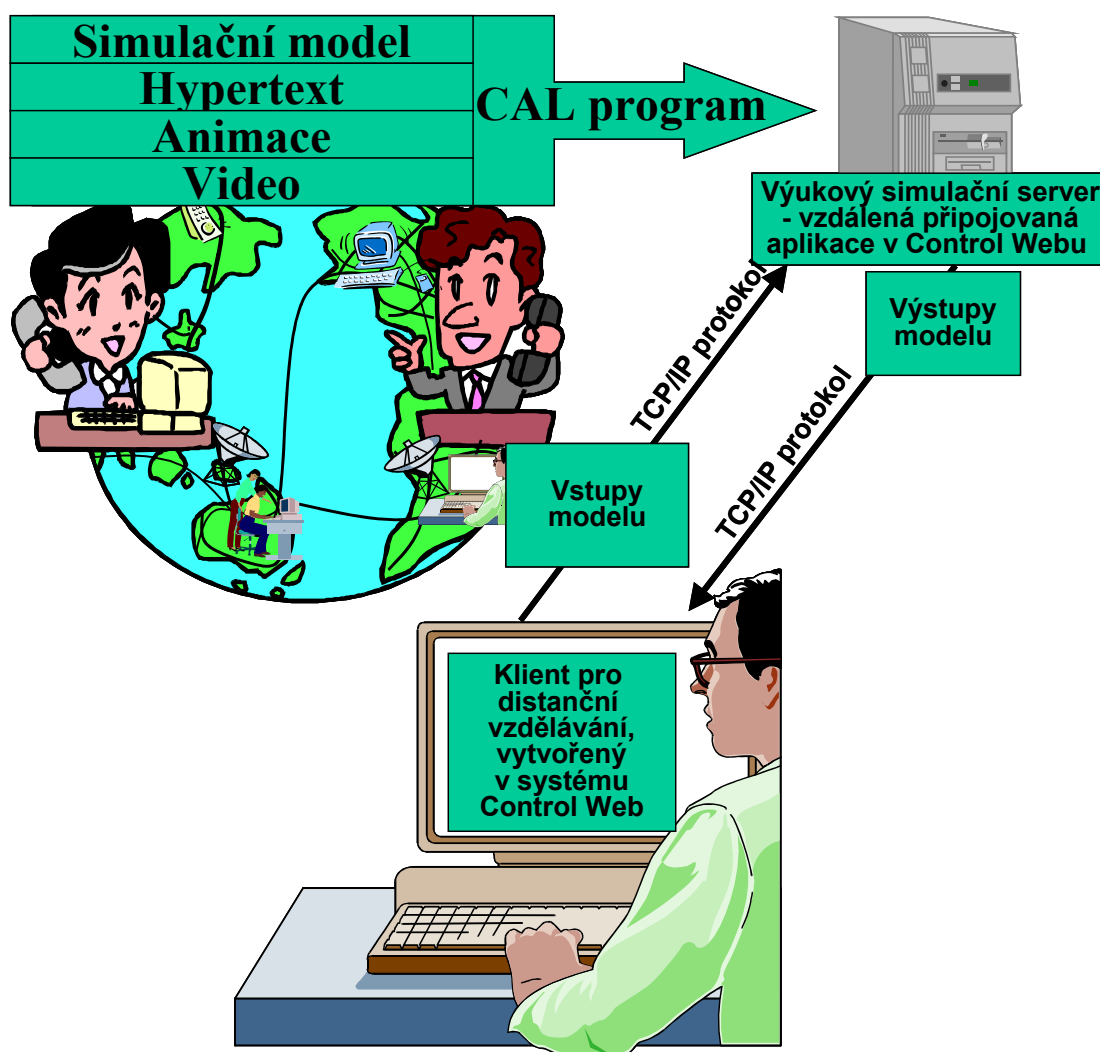 Simulační model
Hypertext
Animace
Video
CAL program
Výukový simulační server
- vzdálená připojovaná
aplikace v Control Webu
TCP/IP protokol
Výstupy
modelu
TCP/IP protokol
Vstupy
modelu
Klient pro
distanční
vzdělávání,
vytvořený
v systému
Control Web